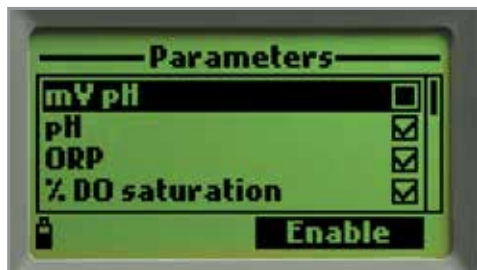 Parameters
mV pH
pH
ORP
% DO saturation
Enable